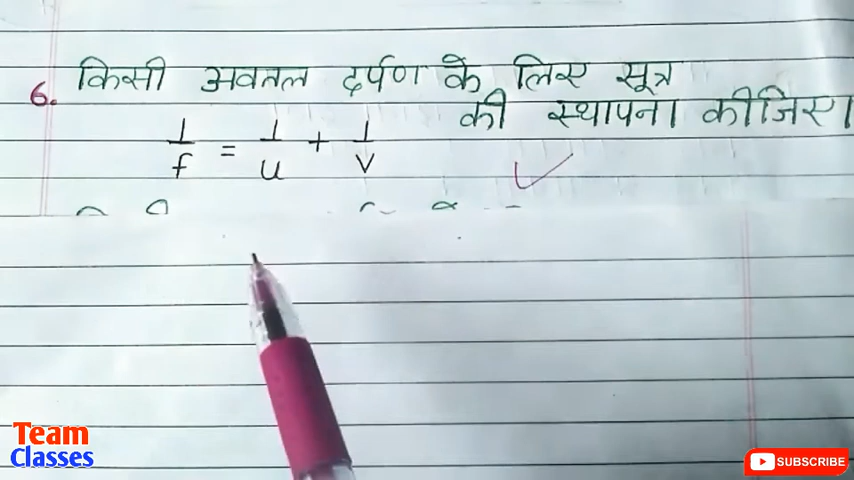 6. किसी अवतल दर्पण के लिए सूत्र
की स्थापना कीजिए।
1/f = 1/u + 1/v
Team
Classes
SUBSCRIBE